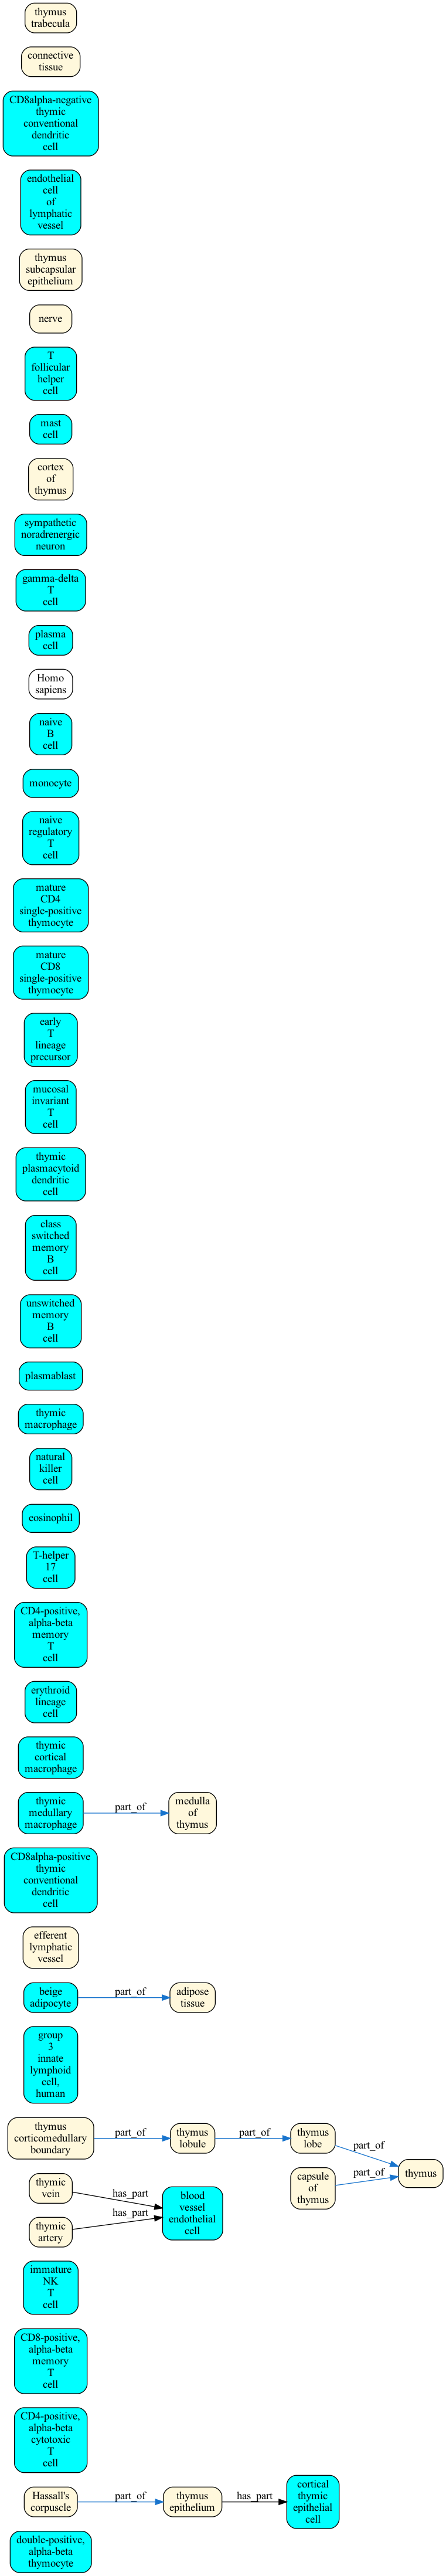 thymus
trabecula
connective
tissue
CD8alpha-negative
thymic
conventional
dendritic
cell
endothelial
cell
of
lymphatic
vessel
thymus
subcapsular
epithelium
nerve
T
follicular
helper
cell
mast
cell
cortex
of
thymus
sympathetic
noradrenergic
neuron
gamma-delta
T
cell
plasma
cell
Homo
sapiens
naive
B
cell
monocyte
naive
regulatory
T
cell
mature
CD4
single-positive
thymocyte
mature
CD8
single-positive
thymocyte
early
T
lineage
precursor
mucosal
invariant
T
cell
thymic
plasmacytoid
dendritic
cell
class
switched
memory
B
cell
unswitched
memory
B
cell
plasmablast
thymic
macrophage
natural
killer
cell
eosinophil
T-helper
17
cell
CD4-positive,
alpha-beta
memory
T
cell
erythroid
lineage
cell
thymic
cortical
macrophage
thymic
medullary
macrophage
part_of
medulla
of
thymus
CD8alpha-positive
thymic
conventional
dendritic
cell
efferent
lymphatic
vessel
beige
adipocyte
part_of
adipose
tissue
group
3
innate
lymphoid
cell,
human
thymus
corticomedullary
boundary
part_of
thymus
lobule
part_of
thymus
lobe
part_of
thymus
capsule
of
thymus
part_of
thymic
vein
has_part
thymic
artery
has_part
blood
vessel
endothelial
cell
immature
NK
T
cell
CD8-positive,
alpha-beta
memory
T
cell
CD4-positive,
alpha-beta
cytotoxic
T
cell
Hassall's
corpuscle
part_of
thymus
epithelium
has_part
cortical
thymic
epithelial
cell
double-positive,
alpha-beta
thymocyte